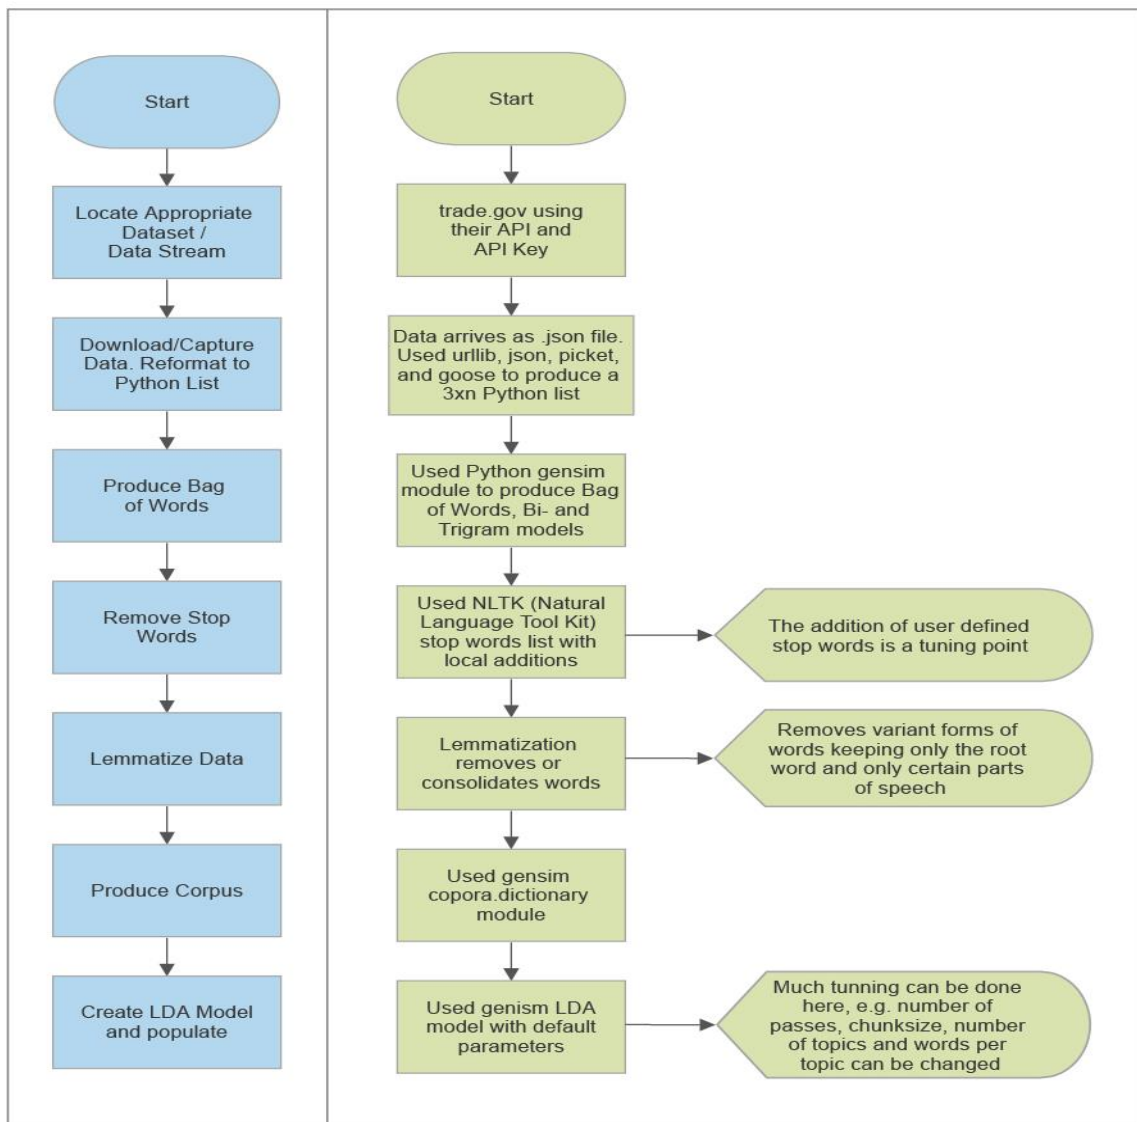 Start
Locate Appropriate
Dataset /
Data Stream
Download/Capture
Data. Reformat to
Python List
Produce Bag
of Words
Remove Stop
Words
Lemmatize Data
Produce Corpus
Create LDA Model
and populate
Start
trade.gov using
their API and
API Key
Data arrives as .json file.
Used urllib, json, picket,
and goose to produce a
3xn Python list
Used Python gensim
module to produce Bag
of Words, Bi- and
Trigram models
Used NLTK (Natural
Language Tool Kit)
stop words list with
local additions
The addition of user defined
stop words is a tuning point
Lemmatization
removes or
consolidates words
Removes variant forms of
words keeping only the root
word and only certain parts
of speech
Used gensim
copora.dictionary
module
Used genism LDA
model with default
parameters
Much tunning can be done
here, e.g. number of
passes, chunksize, number
of topics and words per
topic can be changed